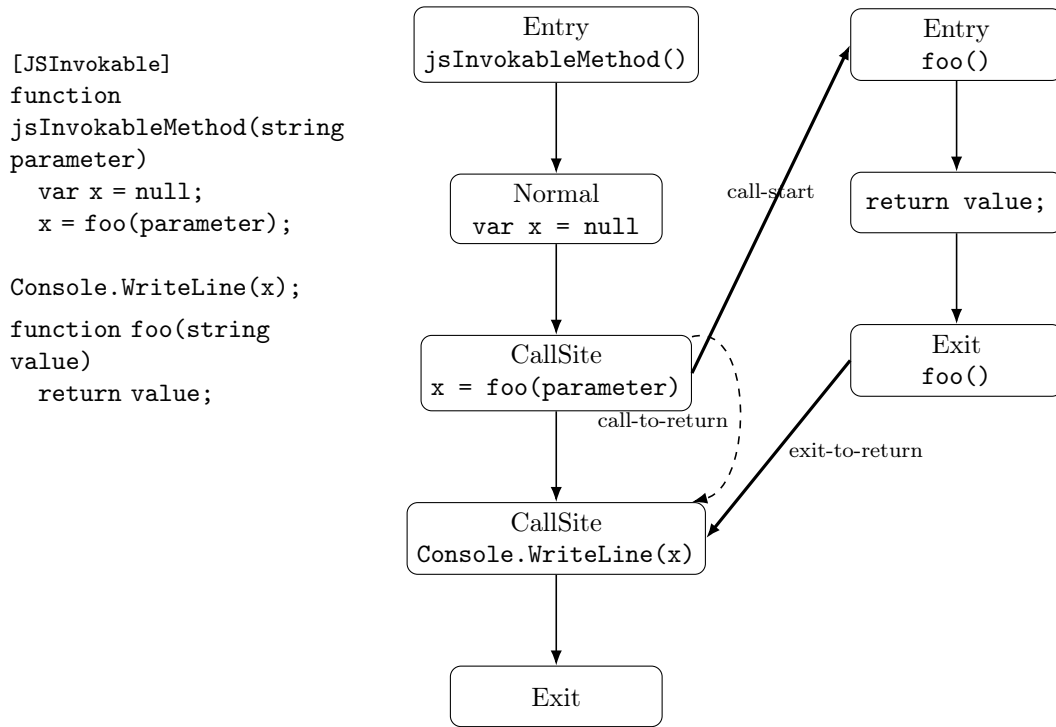 [JSInvokable]
function
jsInvokableMethod(string
parameter)
var x = null;
x = foo(parameter);
Console.WriteLine(x);
function foo(string
value)
return value;
Entry
jsInvokableMethod()
Normal
var x = null
CallSite
x = foo(parameter)
call-to-return
CallSite
Console.WriteLine(x)
Exit
call-start
Entry
foo()
return value;
Exit
foo()
exit-to-return